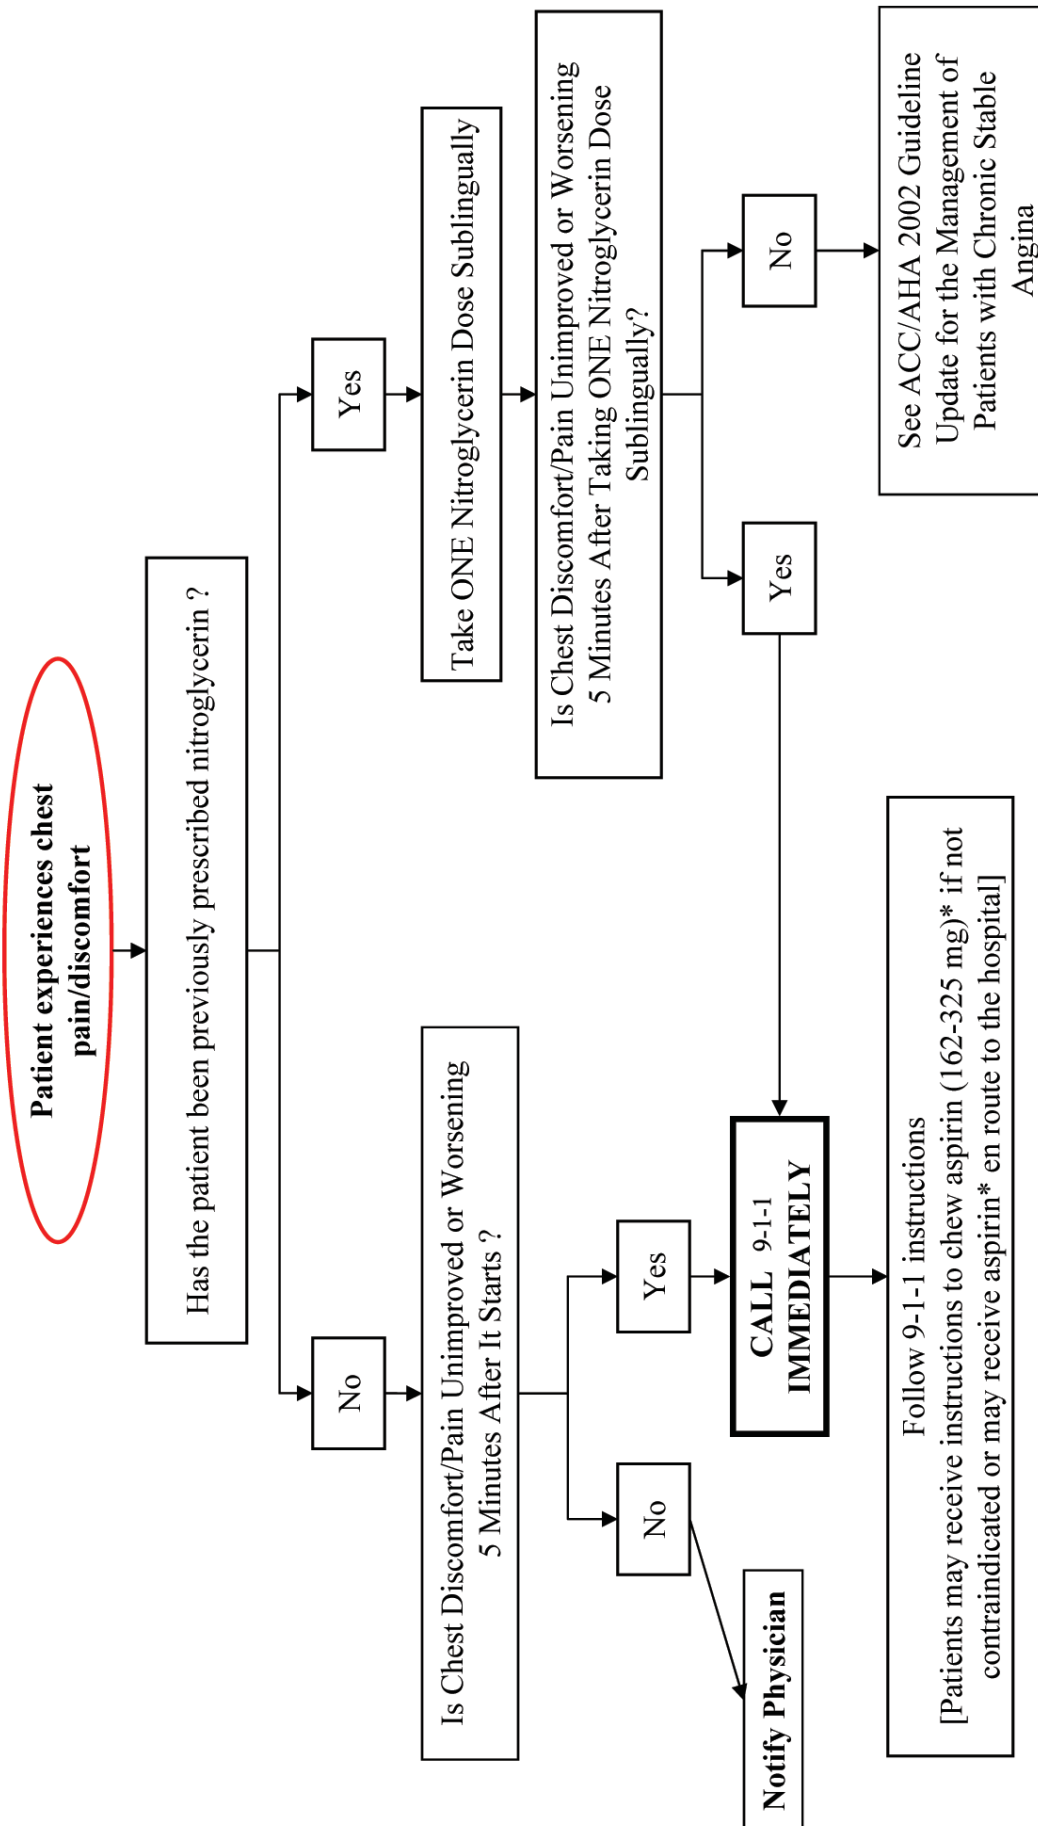 Patient experiences chest
pain/discomfort
Has the patient been previously prescribed nitroglycerin ?
No
Yes
Is Chest Discomfort/Pain Unimproved or Worsening
5 Minutes After It Starts ?
Take ONE Nitroglycerin Dose Sublingually
Is Chest Discomfort/Pain Unimproved or Worsening
5 Minutes After Taking ONE Nitroglycerin Dose
Sublingually?
No
Yes
Yes
No
Notify Physician
CALL 9-1-1
IMMEDIATELY
See ACC/AHA 2002 Guideline
Update for the Management of
Patients with Chronic Stable
Angina
Follow 9-1-1 instructions
[Patients may receive instructions to chew aspirin (162-325 mg)* if not
contraindicated or may receive aspirin* en route to the hospital]